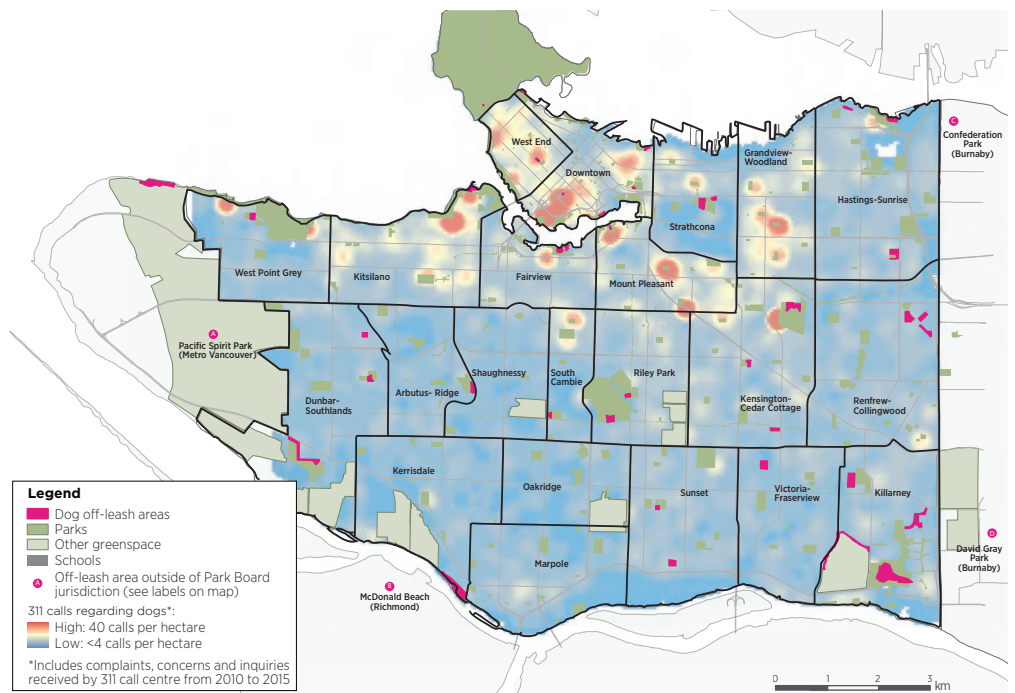 West End
Downtown
Grandview-
Woodland
C
Confederation
Park
(Burnaby)
Hastings-Sunrise
Strathcona
West Point Grey
Kitsilano
Fairview
Mount Pleasant
A
Pacific Spirit Park
(Metro Vancouver)
Dunbar-
Southlands
Arbutus- Ridge
Shaughnessy
South
Cambie
Riley Park
Kensington-
Cedar Cottage
Renfrew-
Collingwood
Kerrisdale
Oakridge
Sunset
Victoria-
Fraserview
Killarney
Marpole
D
David Gray
Park
(Burnaby)
B
McDonald Beach
(Richmond)
Legend
Dog off-leash areas
Parks
Other greenspace
Schools
A
Off-leash area outside of Park Board
jurisdiction (see labels on map)
311 calls regarding dogs*:
High: 40 calls per hectare
Low: <4 calls per hectare
*Includes complaints, concerns and inquiries
received by 311 call centre from 2010 to 2015
0 1 2 3 km